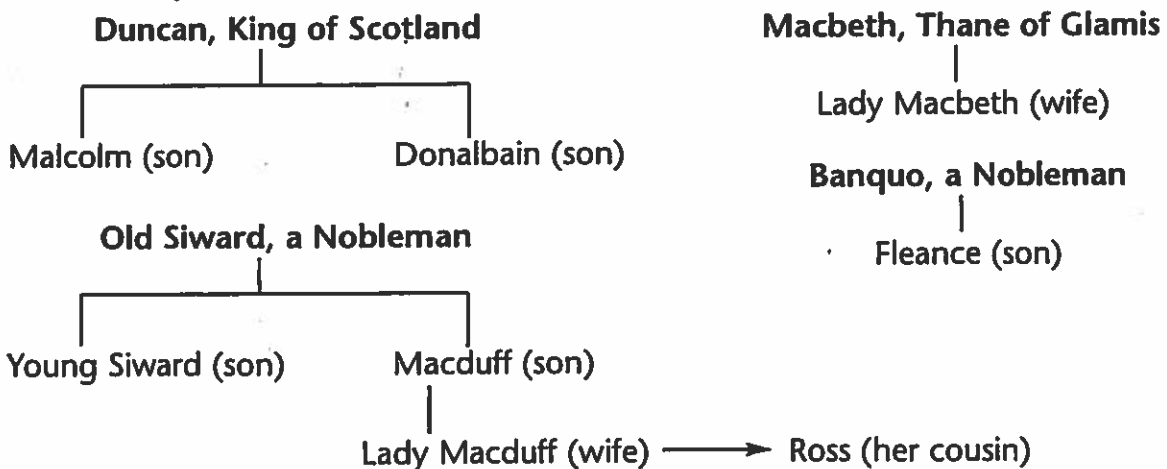 Duncan, King of Scotland
Malcolm (son)
Donalbain (son)
Old Siward, a Nobleman
Young Siward (son)
Macduff (son)
Lady Macduff (wife)
Ross (her cousin)
Macbeth, Thane of Glamis
Lady Macbeth (wife)
Banquo, a Nobleman
Fleance (son)